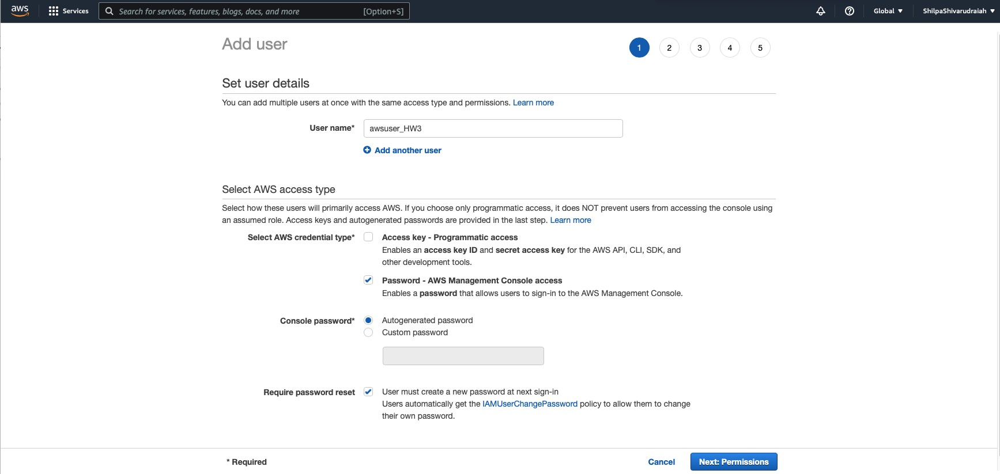 aws Services Search for services, features, blogs, docs, and more [Option+S] Global ShilpaShivarudraiah
Add user 1 2 3 4 5
Set user details
You can add multiple users at once with the same access type and permissions. Learn more
User name* awsuser_HW3
Add another user
Select AWS access type
Select how these users will primarily access AWS. If you choose only programmatic access, it does NOT prevent users from accessing the console using
an assumed role. Access keys and autogenerated passwords are provided in the last step. Learn more
Select AWS credential type* Access key - Programmatic access
Enables an access key ID and secret access key for the AWS API, CLI, SDK, and
other development tools.
Password - AWS Management Console access
Enables a password that allows users to sign-in to the AWS Management Console.
Console password* Autogenerated password
Custom password
Require password reset User must create a new password at next sign-in
Users automatically get the IAMUserChangePassword policy to allow them to change
their own password.
* Required Cancel Next: Permissions